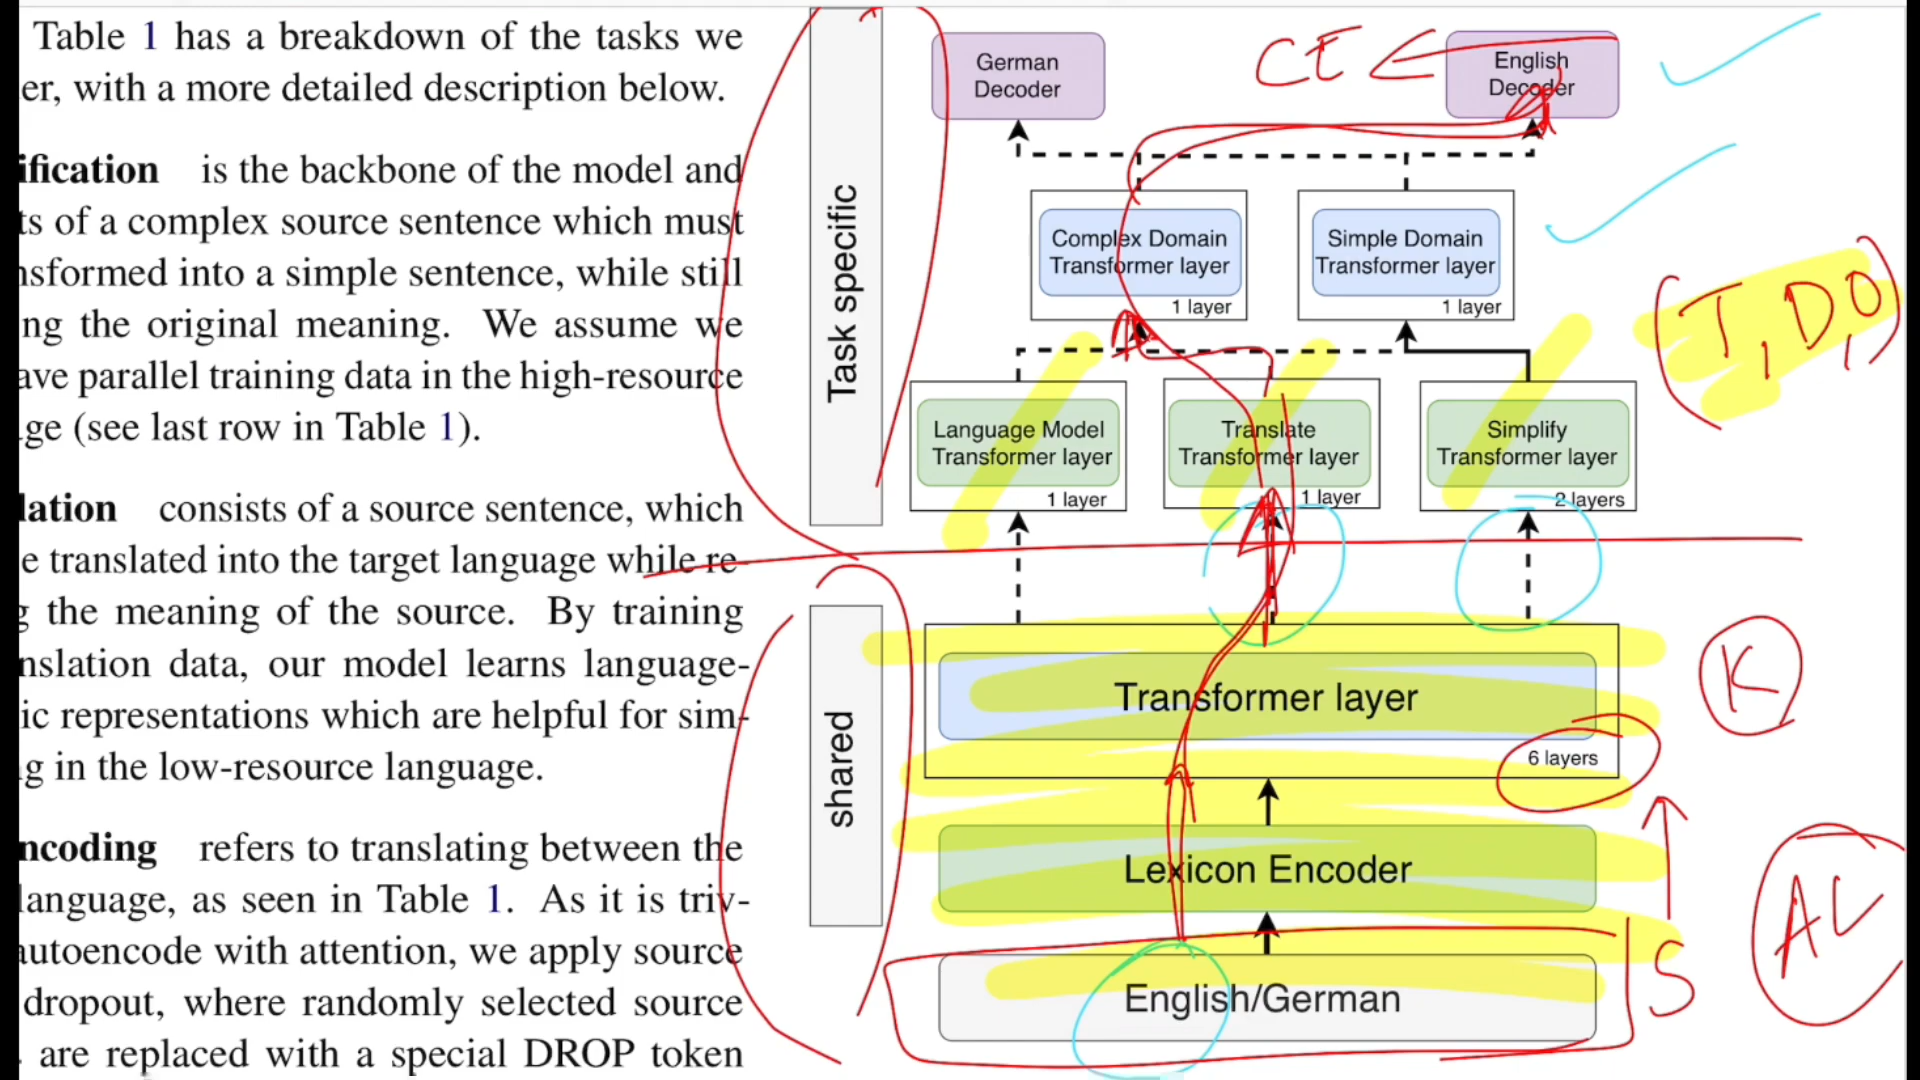 Table 1 has a breakdown of the tasks we
er, with a more detailed description below.
ification is the backbone of the model and
ts of a complex source sentence which must
nsformed into a simple sentence, while still
ng the original meaning. We assume we
ave parallel training data in the high-resource
ge (see last row in Table 1).
lation consists of a source sentence, which
e translated into the target language while re-
g the meaning of the source. By training
nslation data, our model learns language-
ic representations which are helpful for sim-
g in the low-resource language.
ncoding refers to translating between the
language, as seen in Table 1. As it is triv-
autoencode with attention, we apply source
dropout, where randomly selected source
are replaced with a special DROP token
Task specific
shared
German
Decoder
CE
English
Decoder
Complex Domain
Transformer layer
1 layer
Simple Domain
Transformer layer
1 layer
(T, D, O)
Language Model
Transformer layer
1 layer
Translate
Transformer layer
1 layer
Simplify
Transformer layer
2 layers
Transformer layer
6 layers
K
Lexicon Encoder
English/German
S